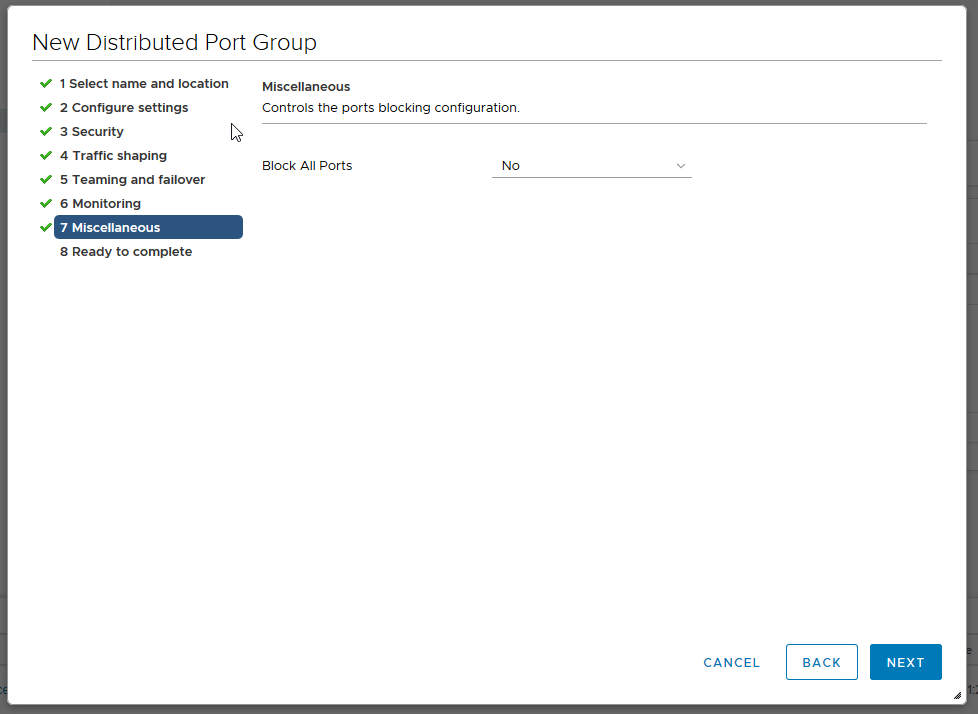 New Distributed Port Group
1 Select name and location
2 Configure settings
3 Security
4 Traffic shaping
5 Teaming and failover
6 Monitoring
7 Miscellaneous
8 Ready to complete
Miscellaneous
Controls the ports blocking configuration.
Block All Ports
No
CANCEL
BACK
NEXT